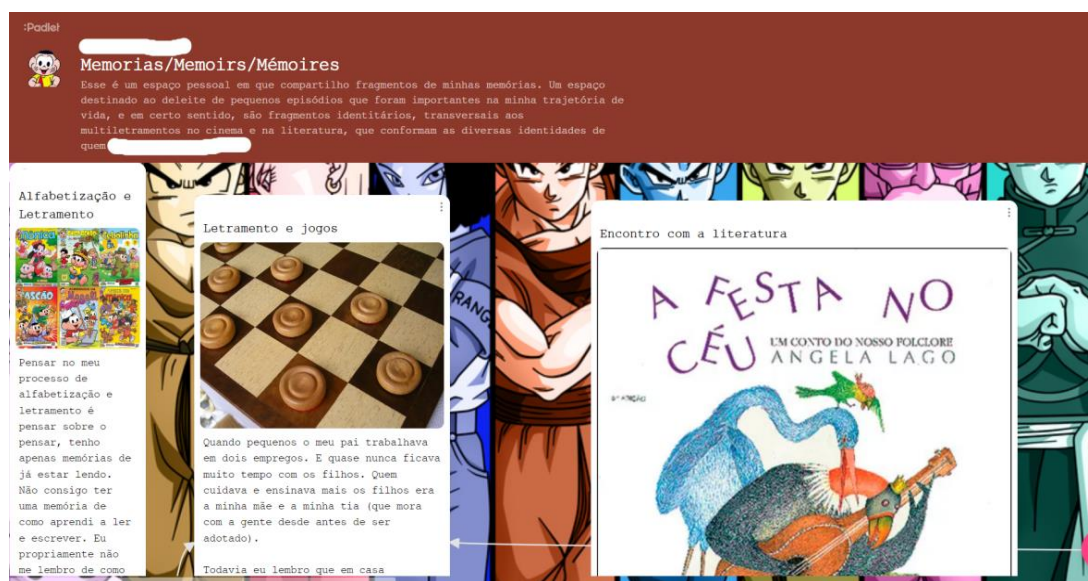 :Padlet
Memorias/Memoirs/Mémoires
Esse é um espaço pessoal em que compartilho fragmentos de minhas memórias. Um espaço
destinado ao deleite de pequenos episódios que foram importantes na minha trajetória de
vida, e em certo sentido, são fragmentos identitários, transversais aos
multiletramentos no cinema e na literatura, que conformam as diversas identidades de
quem
Alfabetização e
Letramento
Pensar no meu
processo de
alfabetização e
letramento é
pensar sobre o
pensar, tenho
apenas memórias de
já estar lendo.
Não consigo ter
uma memória de
como aprendi a ler
e escrever. Eu
propriamente não
me lembro de como
Letramento e jogos
Quando pequenos o meu pai trabalhava
em dois empregos. E quase nunca ficava
muito tempo com os filhos. Quem
cuidava e ensinava mais os filhos era
a minha mãe e a minha tia (que mora
com a gente desde antes de ser
adotado).
Todavia eu lembro que em casa
Encontro com a literatura
A FESTA NO
CÉU
UM CONTO DO NOSSO FOLCLORE
ANGELA LAGO